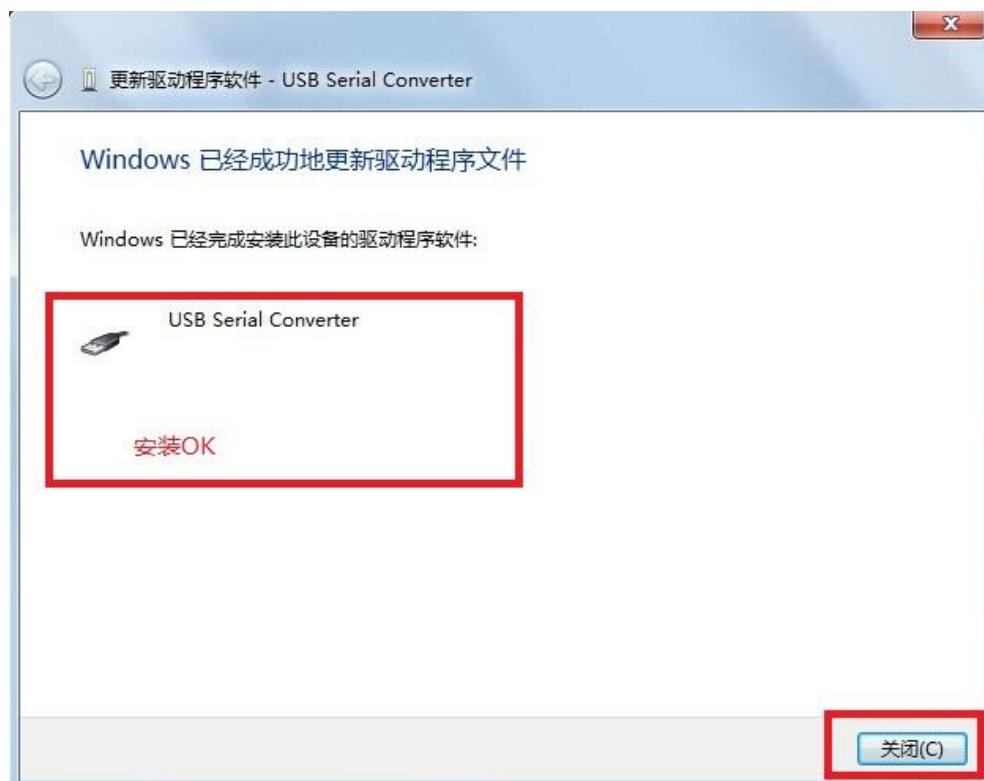 更新驱动程序软件 - USB Serial Converter
Windows 已经成功地更新驱动程序文件
Windows 已经完成安装此设备的驱动程序软件:
USB Serial Converter
安装OK
关闭(C)